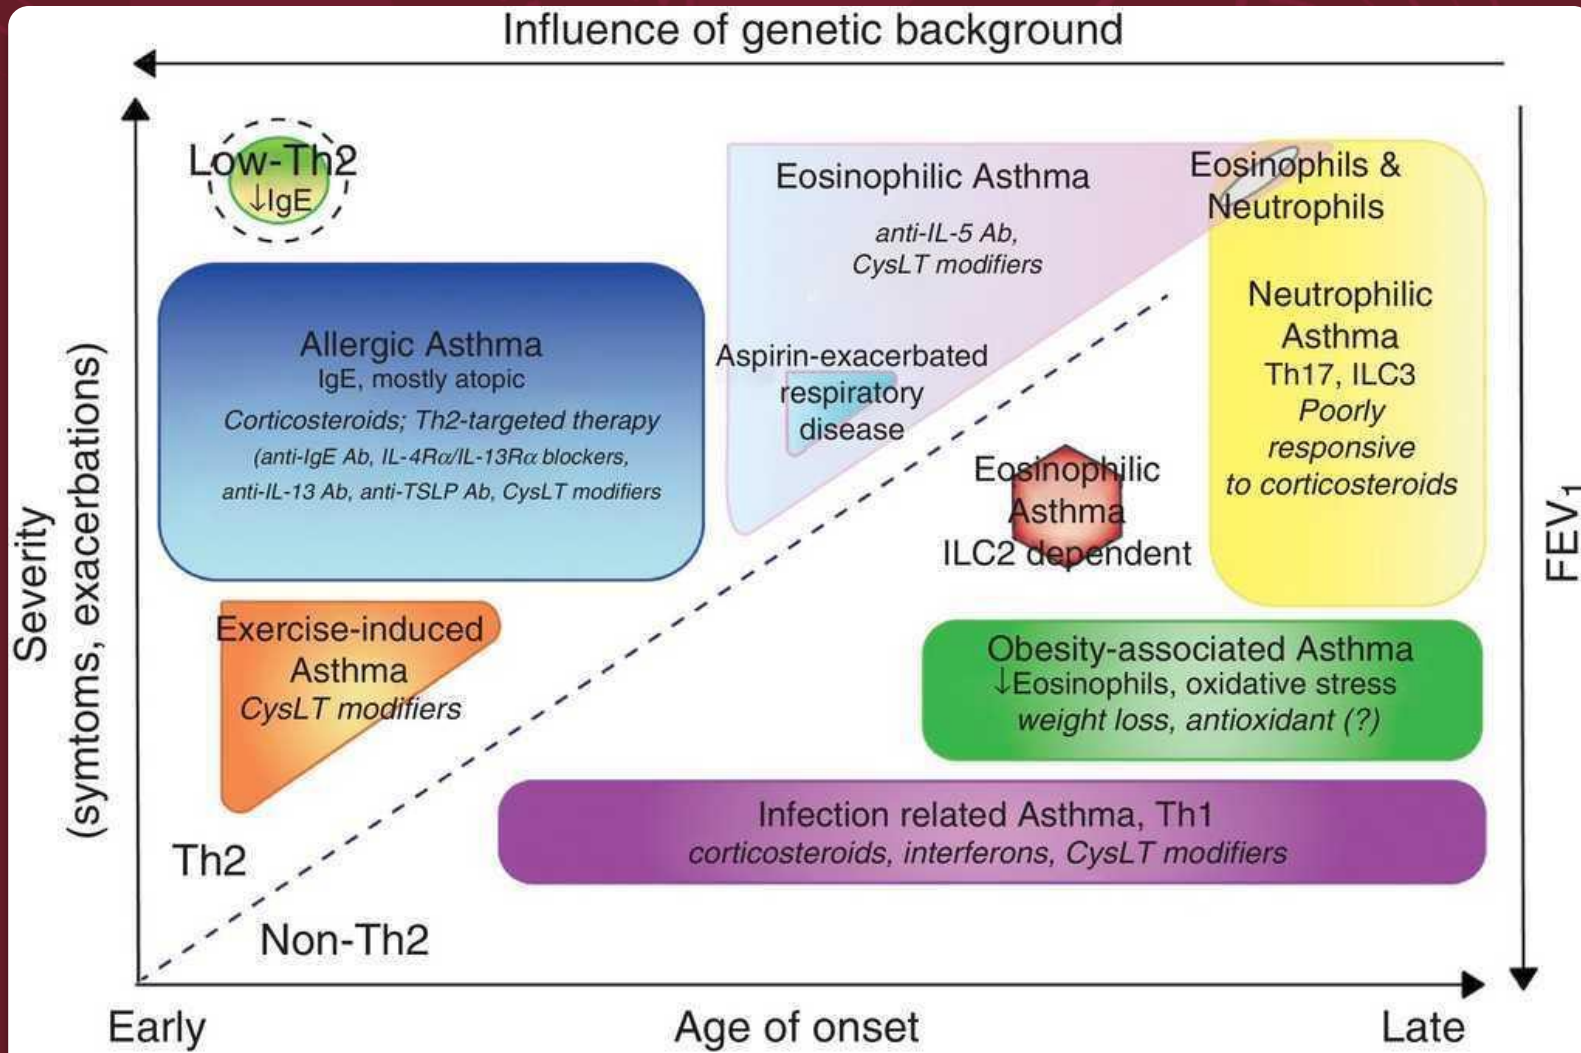 Influence of genetic background
Low-Th2
↓IgE
Eosinophilic Asthma
anti-IL-5 Ab,
CysLT modifiers
Eosinophils &
Neutrophils
Allergic Asthma
IgE, mostly atopic
Corticosteroids; Th2-targeted therapy
(anti-IgE Ab, IL-4Rα/IL-13Rα blockers,
anti-IL-13 Ab, anti-TSLP Ab, CysLT modifiers
Aspirin-exacerbated
respiratory
disease
Neutrophilic
Asthma
Th17, ILC3
Poorly
responsive
to corticosteroids
Eosinophilic
Asthma
ILC2 dependent
Exercise-induced
Asthma
CysLT modifiers
Obesity-associated Asthma
↓Eosinophils, oxidative stress
weight loss, antioxidant (?)
Infection related Asthma, Th1
corticosteroids, interferons, CysLT modifiers
Th2
Non-Th2
Severity
(symtoms, exacerbations)
FEV1
Early
Age of onset
Late